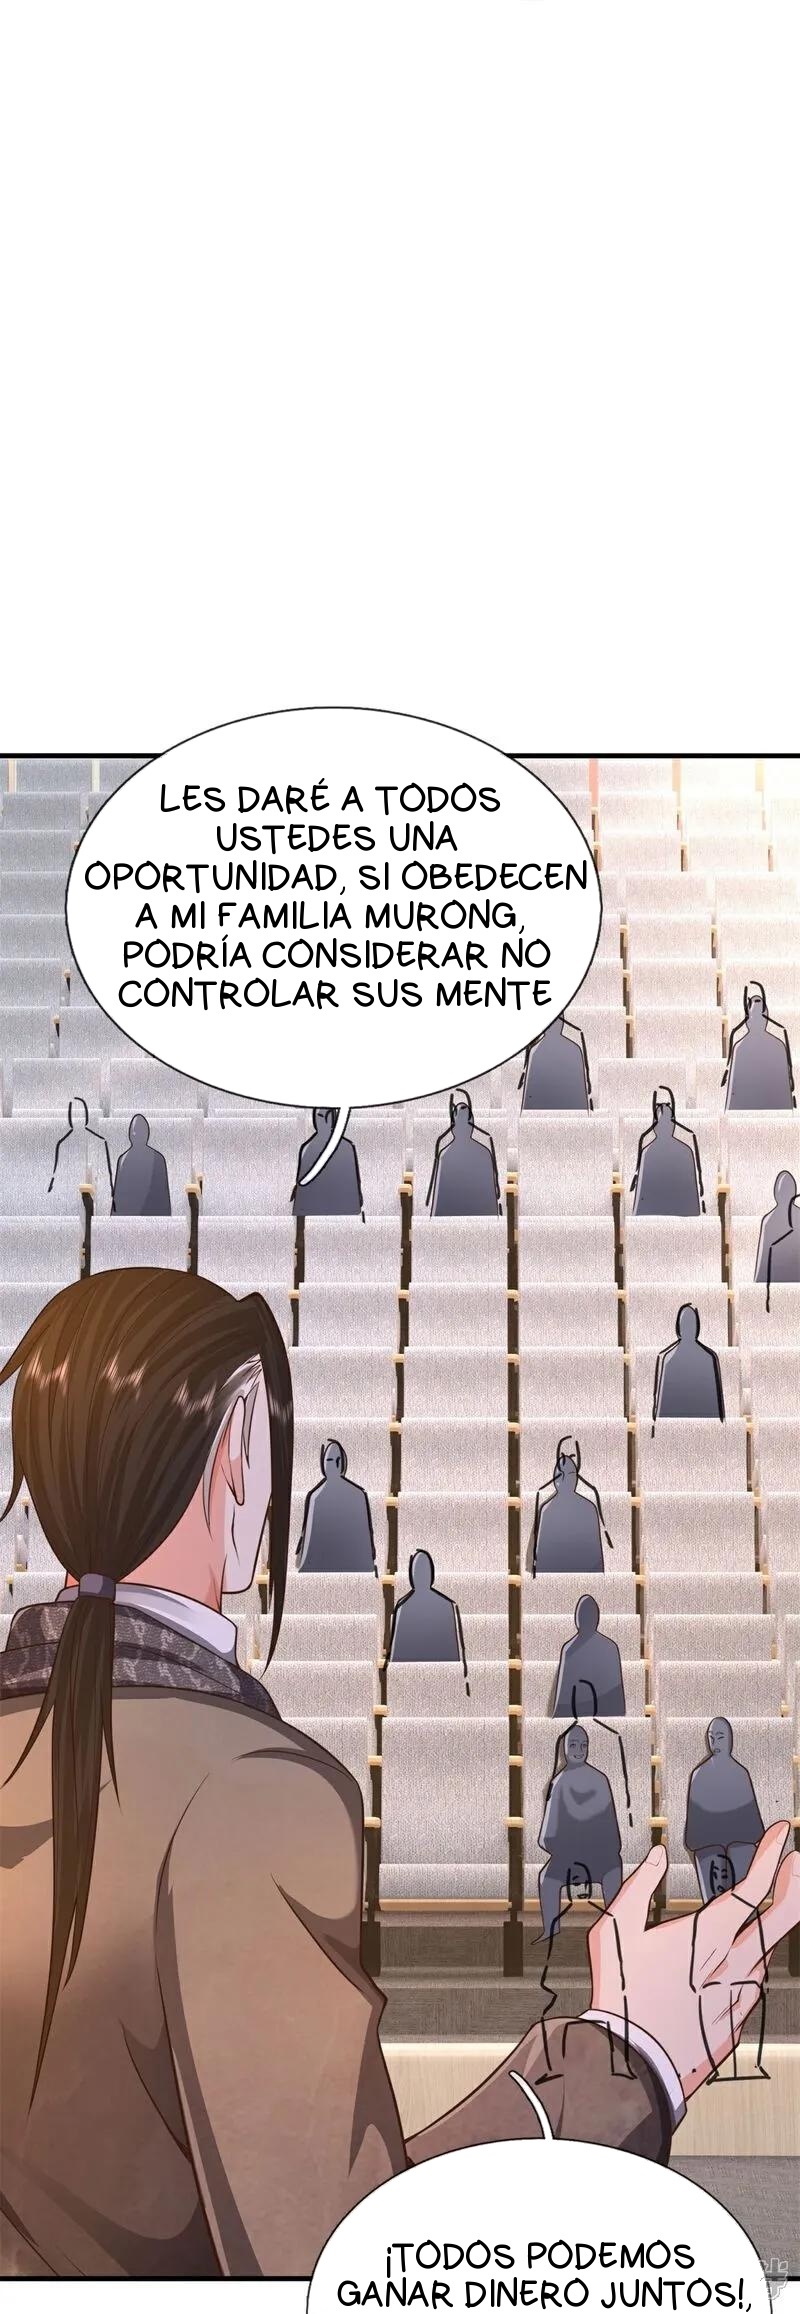 LES DARÉ A TODOS
USTEDES UNA
OPORTUNIDAD, SI OBEDECEN
A MI FAMILIA MURONG,
PODRÍA CONSIDERAR NO
CONTROLAR SUS MENTE
¡TODOS PODEMOS
GANAR DINERO JUNTOS!,